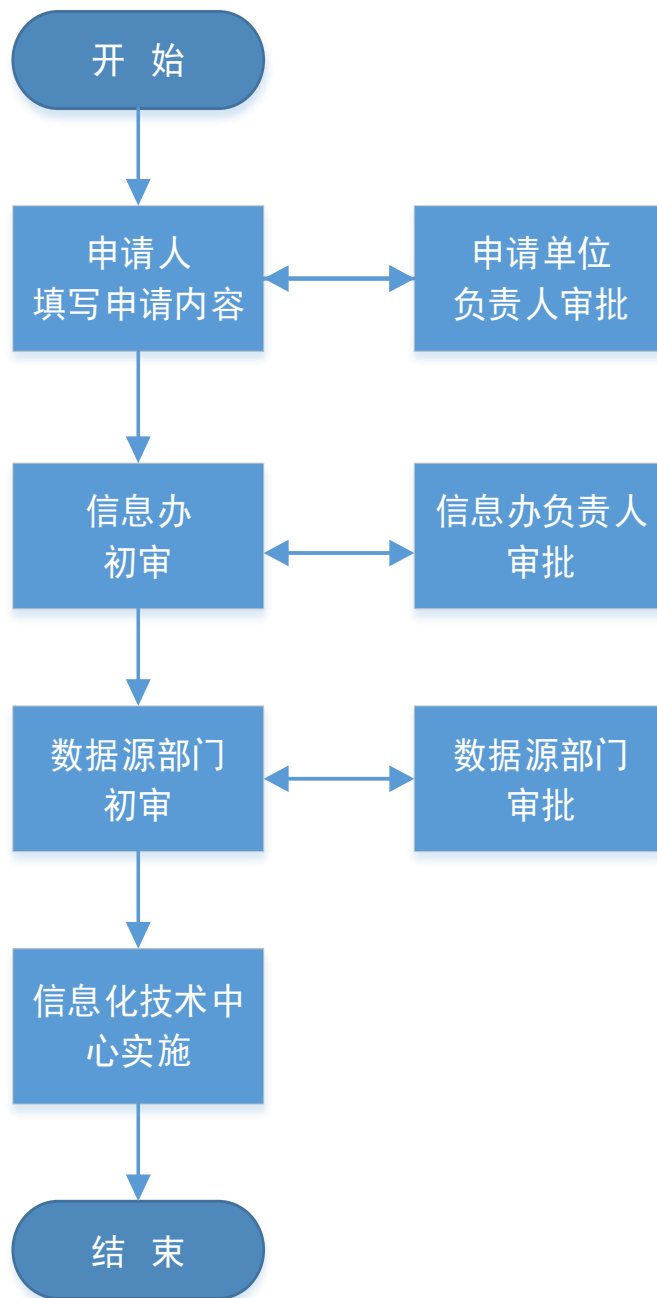 开 始
申请人
填写申请内容
申请单位
负责人审批
信息办
初审
信息办负责人
审批
数据源部门
初审
数据源部门
审批
信息化技术中
心实施
结 束